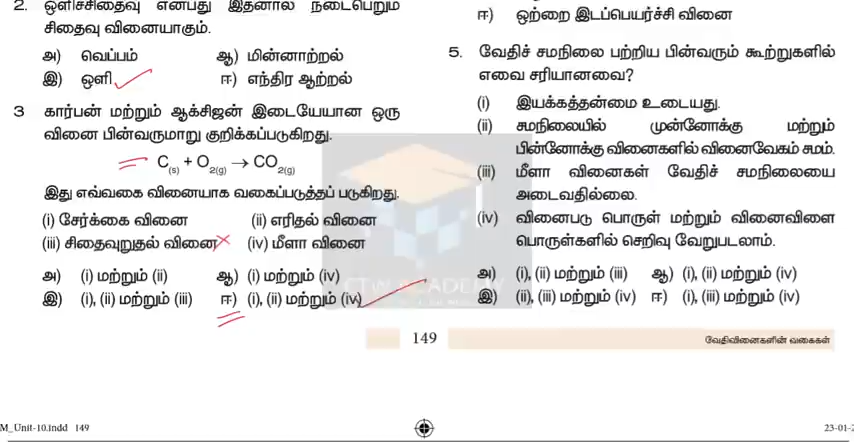 2. ஒளிச்சிதைவு என்பது இதனால் நடைபெறும்
சிதைவு வினையாகும்.
அ) வெப்பம் ஆ) மின்னாற்றல்
இ) ஒளி ஈ) எந்திர ஆற்றல்
3 கார்பன் மற்றும் ஆக்சிஜன் இடையேயான ஒரு
வினை பின்வருமாறு குறிக்கப்படுகிறது.
C(s) + O2(g) → CO2(g)
இது எவ்வகை வினையாக வகைப்படுத்தப் படுகிறது.
(i) சேர்க்கை வினை (ii) எரிதல் வினை
(iii) சிதைவுறுதல் வினை (iv) மீளா வினை
அ) (i) மற்றும் (ii) ஆ) (i) மற்றும் (iv)
இ) (i), (ii) மற்றும் (iii) ஈ) (i), (ii) மற்றும் (iv)
ஈ) ஒற்றை இடப்பெயர்ச்சி வினை
5. வேதிச் சமநிலை பற்றிய பின்வரும் கூற்றுகளில்
எவை சரியானவை?
(i) இயக்கத்தன்மை உடையது.
(ii) சமநிலையில் முன்னோக்கு மற்றும்
பின்னோக்கு வினைகளில் வினைவேகம் சமம்.
(iii) மீளா வினைகள் வேதிச் சமநிலையை
அடைவதில்லை.
(iv) வினைபடு பொருள் மற்றும் வினைவிளை
பொருள்களில் செறிவு வேறுபடலாம்.
அ) (i), (ii) மற்றும் (iii) ஆ) (i), (ii) மற்றும் (iv)
இ) (ii), (iii) மற்றும் (iv) ஈ) (i), (iii) மற்றும் (iv)
ACADEMY
149 வேதிவினைகளின் வகைகள்
M_Unit-10.indd 149 23-01-2